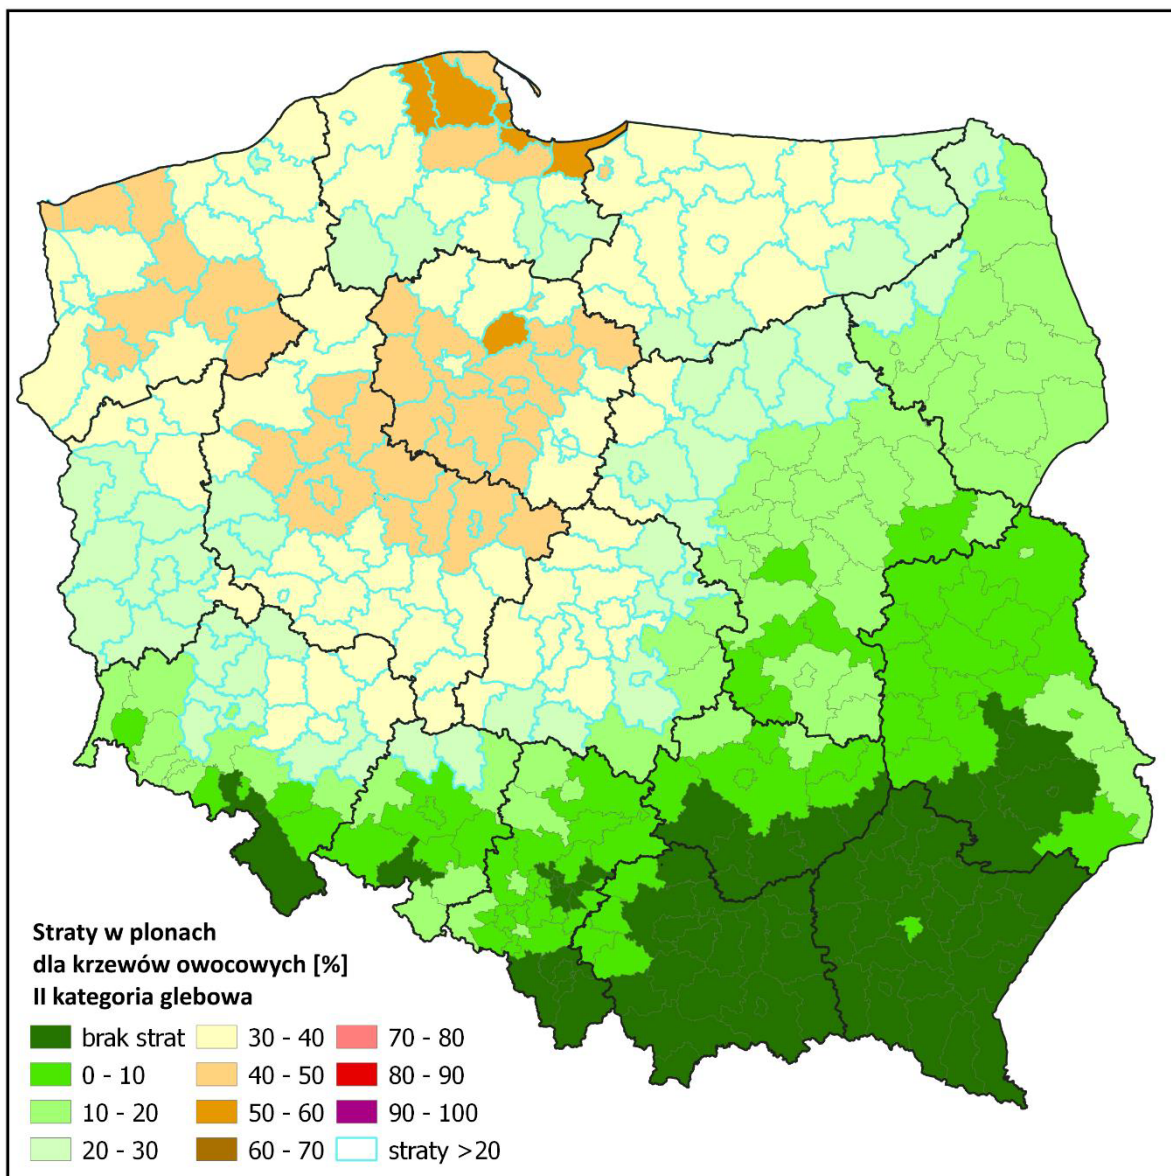 Straty w plonach
dla krzewów owocowych [%]
II kategoria glebowa
brak strat
0 - 10
10 - 20
20 - 30
30 - 40
40 - 50
50 - 60
60 - 70
70 - 80
80 - 90
90 - 100
straty >20